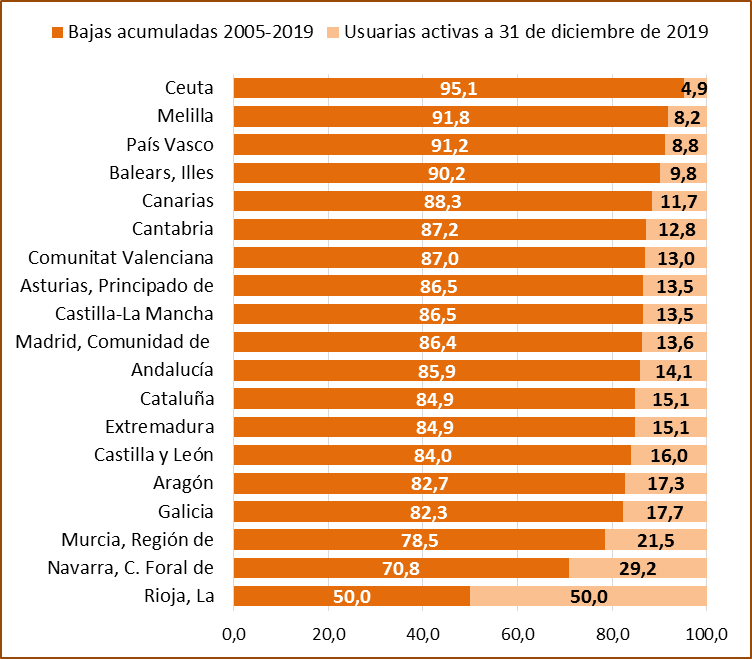 Bajas acumuladas 2005-2019 Usuarias activas a 31 de diciembre de 2019
Ceuta 95,1 4,9
Melilla 91,8 8,2
País Vasco 91,2 8,8
Balears, Illes 90,2 9,8
Canarias 88,3 11,7
Cantabria 87,2 12,8
Comunitat Valenciana 87,0 13,0
Asturias, Principado de 86,5 13,5
Castilla-La Mancha 86,5 13,5
Madrid, Comunidad de 86,4 13,6
Andalucía 85,9 14,1
Cataluña 84,9 15,1
Extremadura 84,9 15,1
Castilla y León 84,0 16,0
Aragón 82,7 17,3
Galicia 82,3 17,7
Murcia, Región de 78,5 21,5
Navarra, C. Foral de 70,8 29,2
Rioja, La 50,0 50,0
0,0 20,0 40,0 60,0 80,0 100,0